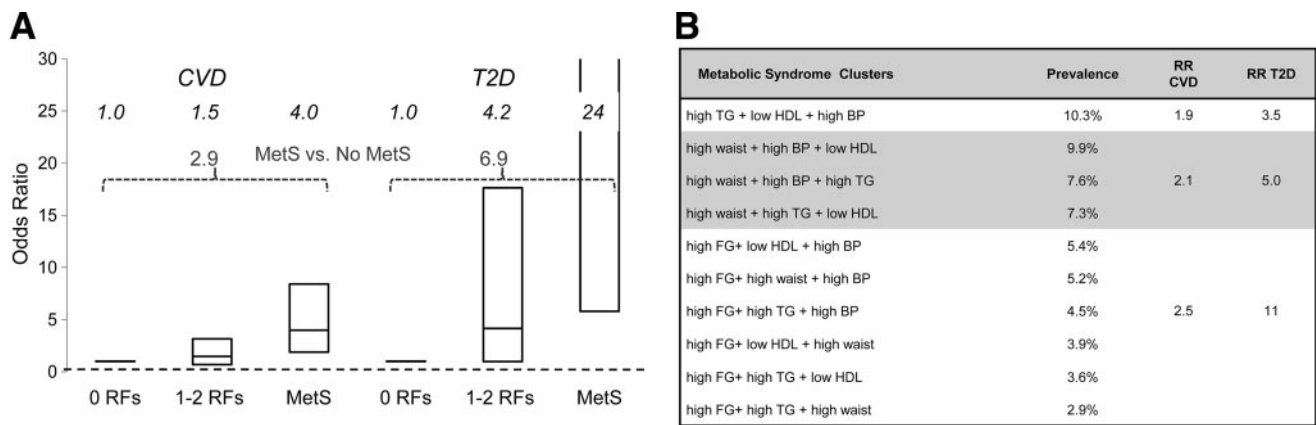 A
30
25
20
15
10
5
0
Odds Ratio
CVD T2D
1.0 1.5 4.0 1.0 4.2 24
2.9 MetS vs. No MetS 6.9
0 RFs 1-2 RFs MetS 0 RFs 1-2 RFs MetS
B
Metabolic Syndrome Clusters Prevalence RR CVD RR T2D
high TG + low HDL + high BP 10.3% 1.9 3.5
high waist + high BP + low HDL 9.9%
high waist + high BP + high TG 7.6% 2.1 5.0
high waist + high TG + low HDL 7.3%
high FG+ low HDL + high BP 5.4%
high FG+ high waist + high BP 5.2%
high FG+ high TG + high BP 4.5% 2.5 11
high FG+ low HDL + high waist 3.9%
high FG+ high TG + low HDL 3.6%
high FG+ high TG + high waist 2.9%